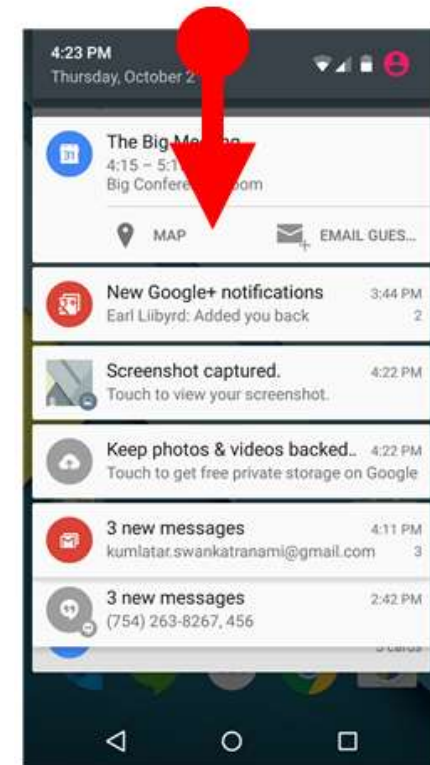 4:23 PM
Thursday, October 2
31
The Big
4:15 – 5:1
Big
MAP
EMAIL GUES...
New Google+ notifications 3:44 PM
Earl Liibyrd: Added you back 2
Screenshot captured. 4:22 PM
Touch to view your screenshot.
Keep photos & videos backed.. 4:22 PM
Touch to get free private storage on Google
3 new messages 4:11 PM
kumlatar.swankatranami@gmail.com 3
3 new messages 2:42 PM
(754) 263-8267, 456
cards